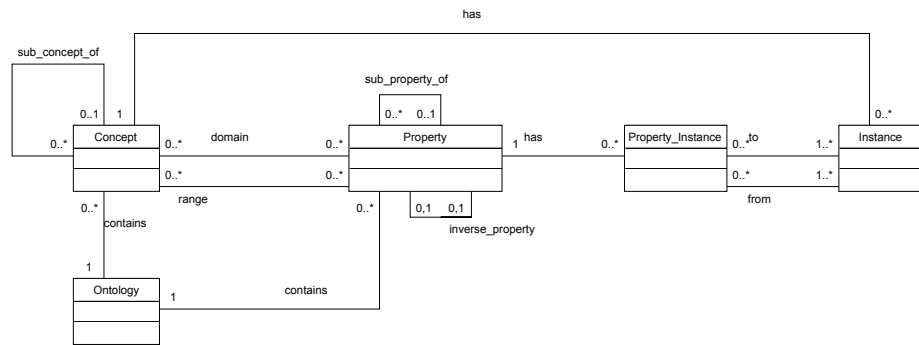 has
sub_concept_of
sub_property_of
0..1 1 0..* 0..1 0..*
Concept Property Property_Instance Instance
0..* 0..* domain 0..* 1 has 0..* 0..* to 1..*
0..* 0..* 0..* 1..*
range from
0..* 0..* 0,1 0,1
contains inverse_property
1
Ontology 1 contains